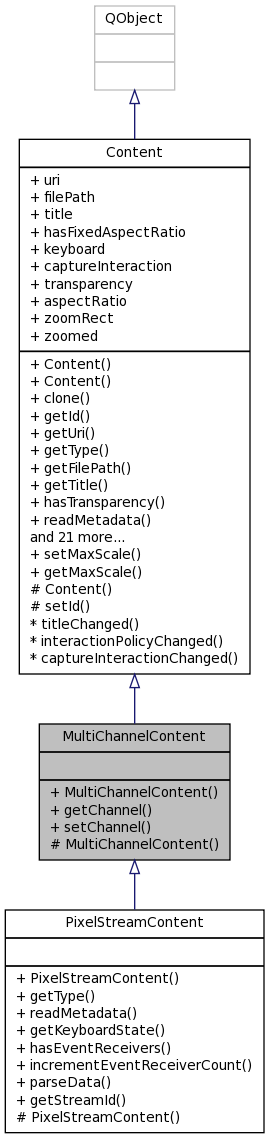 QObject
Content
+ uri
+ filePath
+ title
+ hasFixedAspectRatio
+ keyboard
+ captureInteraction
+ transparency
+ aspectRatio
+ zoomRect
+ zoomed
+ Content()
+ Content()
+ clone()
+ getId()
+ getUri()
+ getType()
+ getFilePath()
+ getTitle()
+ hasTransparency()
+ readMetadata()
and 21 more...
+ setMaxScale()
+ getMaxScale()
# Content()
# setId()
* titleChanged()
* interactionPolicyChanged()
* captureInteractionChanged()
MultiChannelContent
+ MultiChannelContent()
+ getChannel()
+ setChannel()
# MultiChannelContent()
PixelStreamContent
+ PixelStreamContent()
+ getType()
+ readMetadata()
+ getKeyboardState()
+ hasEventReceivers()
+ incrementEventReceiverCount()
+ parseData()
+ getStreamId()
# PixelStreamContent()